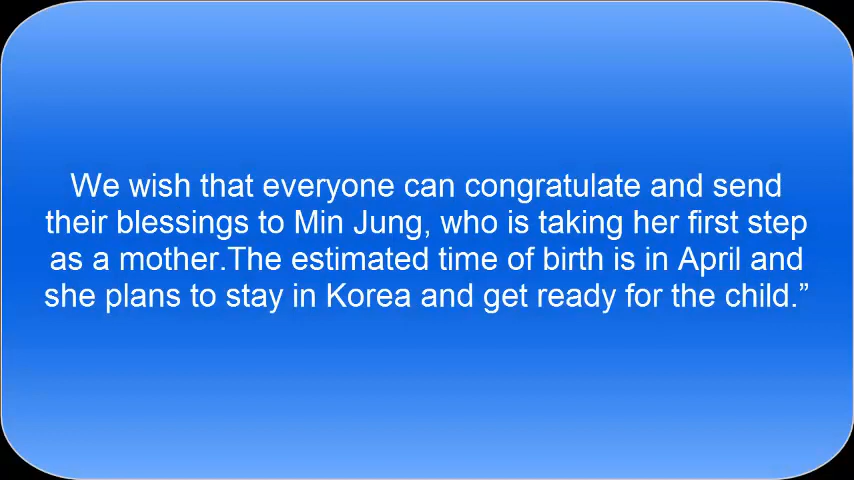 We wish that everyone can congratulate and send
their blessings to Min Jung, who is taking her first step
as a mother.The estimated time of birth is in April and
she plans to stay in Korea and get ready for the child.”